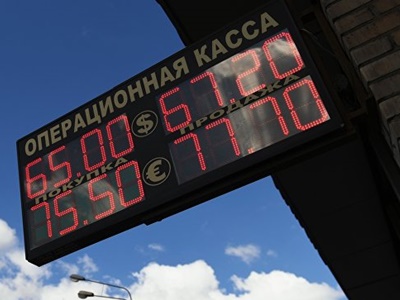 ОПЕРАЦИОННАЯ КАССА
65.00 $ 67.20
ПОКУПКА ПРОДАЖА
75.50 € 77.70